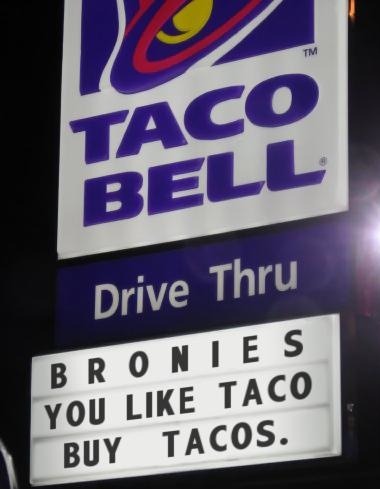 TM
TACO
BELL®
Drive Thru
BRONIES
YOU LIKE TACO
BUY TACOS.